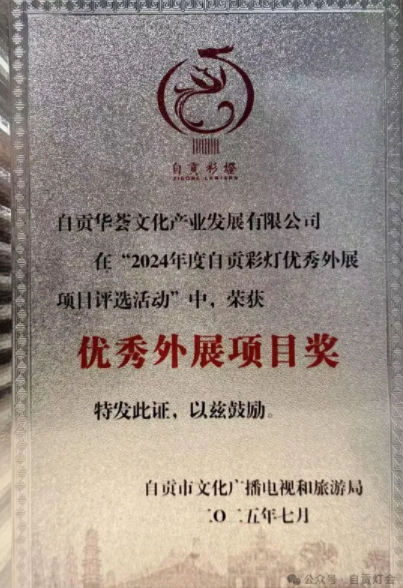 自贡彩灯
ZIGONG LANTERN
自贡华荟文化产业发展有限公司
在“2024年度自贡彩灯优秀外展
项目评选活动”中，荣获
优秀外展项目奖
特发此证，以兹鼓励。
自贡市文化广播电视和旅游局
二O二五年七月
公众号·自贡灯会